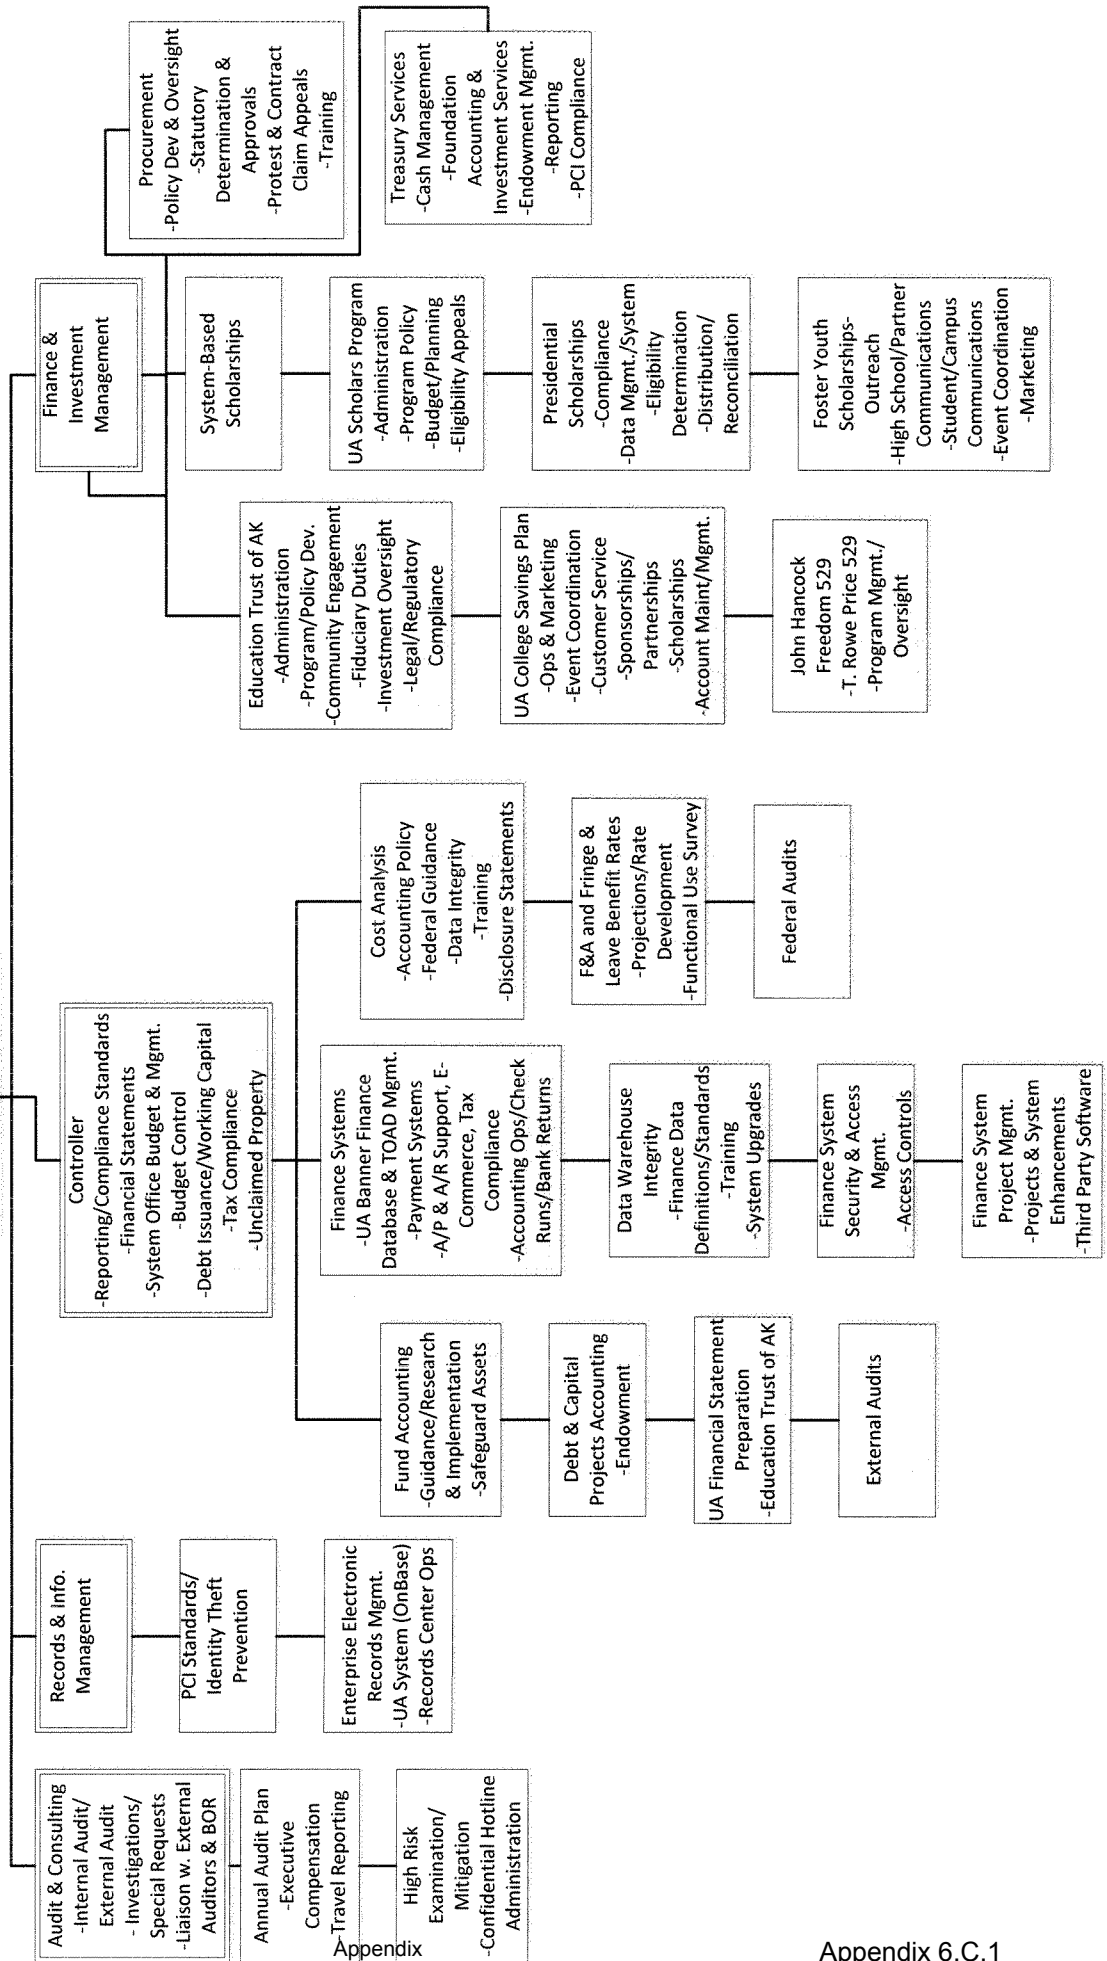 Audit & Consulting
-Internal Audit/
External Audit
- Investigations/
Special Requests
-Liaison w. External
Auditors & BOR
Annual Audit Plan
-Executive
Compensation
-Travel Reporting
High Risk
Examination/
Mitigation
-Confidential Hotline
Administration
Records & Info.
Management
PCI Standards/
Identity Theft
Prevention
Enterprise Electronic
Records Mgmt.
-UA System (OnBase)
-Records Center Ops
Controller
-Reporting/Compliance Standards
-Financial Statements
-System Office Budget & Mgmt.
-Budget Control
-Debt Issuance/Working Capital
-Tax Compliance
-Unclaimed Property
Fund Accounting
-Guidance/Research
& Implementation
-Safeguard Assets
Debt & Capital
Projects Accounting
-Endowment
UA Financial Statement
Preparation
-Education Trust of AK
External Audits
Finance Systems
-UA Banner Finance
Database & TOAD Mgmt.
-Payment Systems
-A/P & A/R Support, E-
Commerce, Tax
Compliance
-Accounting Ops/Check
Runs/Bank Returns
Data Warehouse
Integrity
-Finance Data
Definitions/Standards
-Training
-System Upgrades
Finance System
Security & Access
Mgmt.
-Access Controls
Finance System
Project Mgmt.
-Projects & System
Enhancements
-Third Party Software
Cost Analysis
-Accounting Policy
-Federal Guidance
-Data Integrity
-Training
-Disclosure Statements
F&A and Fringe &
Leave Benefit Rates
-Projections/Rate
Development
-Functional Use Survey
Federal Audits
Finance &
Investment
Management
Education Trust of AK
-Administration
-Program/Policy Dev.
-Community Engagement
-Fiduciary Duties
-Investment Oversight
-Legal/Regulatory
Compliance
UA College Savings Plan
-Ops & Marketing
-Event Coordination
-Customer Service
-Sponsorships/
Partnerships
-Scholarships
-Account Maint/Mgmt.
John Hancock
Freedom 529
-T. Rowe Price 529
-Program Mgmt./
Oversight
System-Based
Scholarships
UA Scholars Program
-Administration
-Program Policy
-Budget/Planning
-Eligibility Appeals
Presidential
Scholarships
-Compliance
-Data Mgmt./System
-Eligibility
Determination
-Distribution/
Reconciliation
Foster Youth
Scholarships-
Outreach
-High School/Partner
Communications
-Student/Campus
Communications
-Event Coordination
-Marketing
Procurement
-Policy Dev & Oversight
-Statutory
Determination &
Approvals
-Protest & Contract
Claim Appeals
-Training
Treasury Services
-Cash Management
-Foundation
Accounting &
Investment Services
-Endowment Mgmt.
-Reporting
-PCI Compliance
Appendix
Appendix 6.C.1